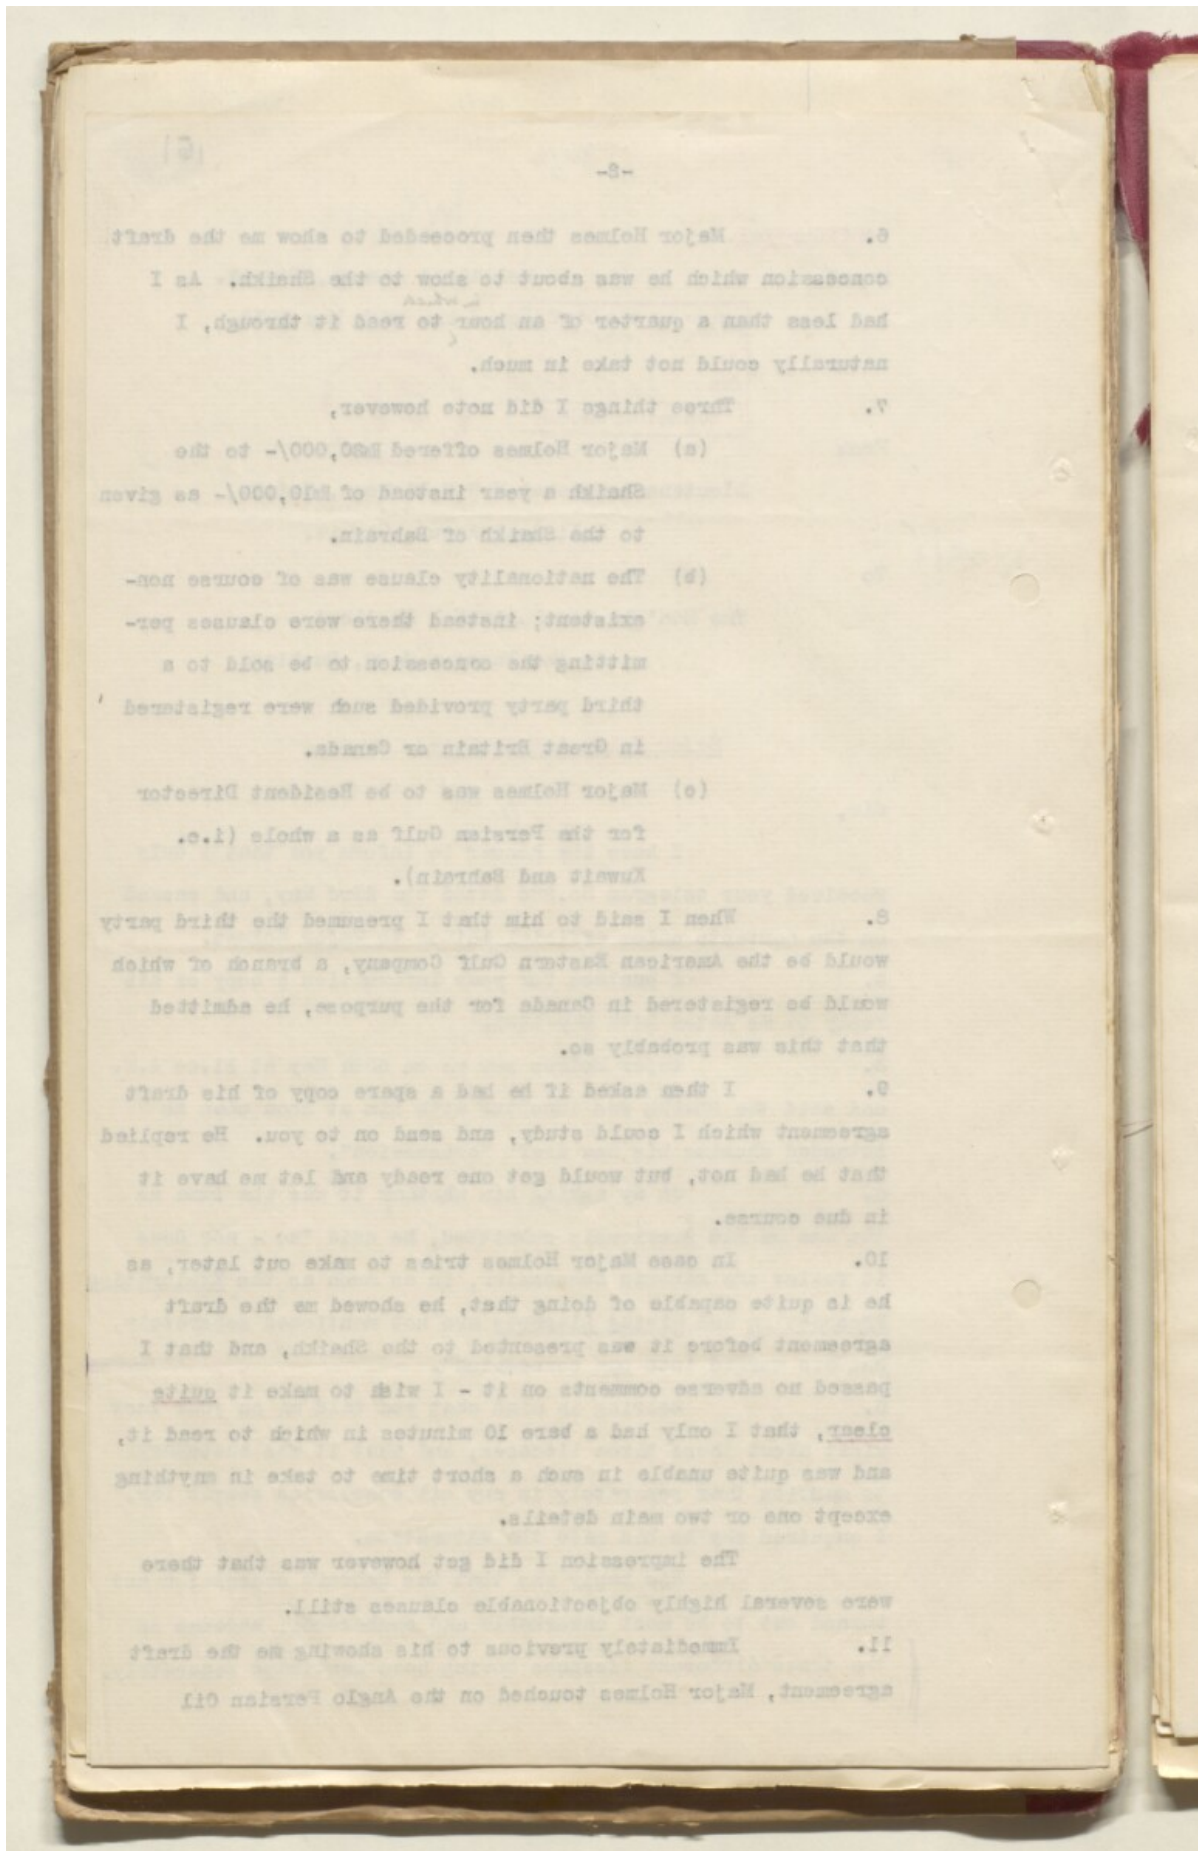 -2-
6. Major Holmes then proceeded to show me the draft
concession which he was about to show to the Shaikh. As I
in which
had less than a quarter of an hour to read it through, I
naturally could not take in much.
7. Three things I did note however,
(a) Major Holmes offered to the
Shaikh a year instead of as given
to the Shaikh of Bahrain.
(b) The nationality clause was of course non-
existent; instead there were clauses per-
mitting the concession to be sold to a
third party provided such were registered
in Great Britain or Canada.
(c) Major Holmes was to be Resident Director
for the Persian Gulf as a whole (i.e.
Kuwait and Bahrain).
8. When I said to him that I presumed the third party
would be the American Eastern Gulf Company, a branch of which
would be registered in Canada for the purpose, he admitted
that this was probably so.
9. I then asked if he had a spare copy of his draft
agreement which I could study, and send on to you. He replied
that he had not, but would get one ready and let me have it
in due course.
10. In case Major Holmes tries to make out later, as
he is quite capable of doing that, he showed me the draft
agreement before it was presented to the Shaikh, and that I
passed no adverse comments on it - I wish to make it quite
clear, that I only had a bare 10 minutes in which to read it,
and was quite unable in such a short time to take in anything
except one or two main details.
The impression I did get however was that there
were several highly objectionable clauses still.
11. Immediately previous to his showing me the draft
agreement, Major Holmes touched on the Anglo Persian Oil